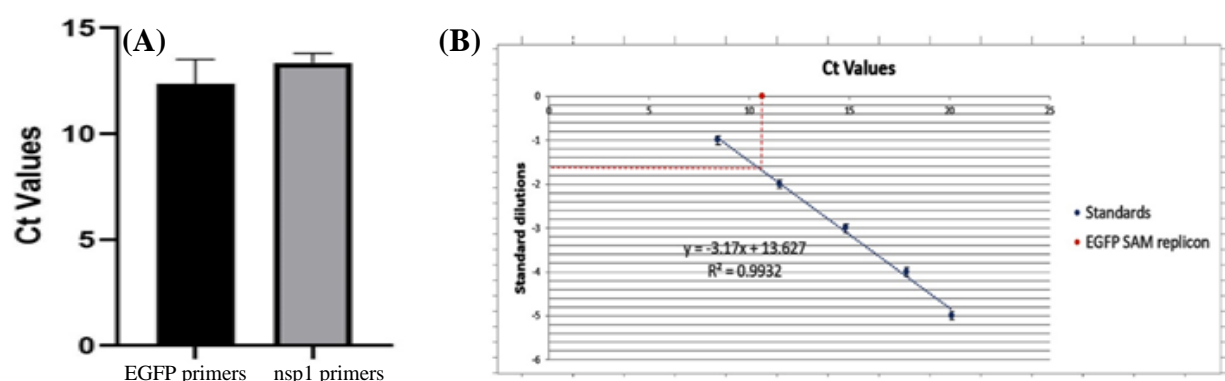 (A)
15
10
5
0
Ct Values
EGFP primers nsp1 primers
(B)
Ct Values
0 5 10 15 20 25
0
-1
-2
-3
-4
-5
-6
Standard dilutions
y = -3.17x + 13.627
R² = 0.9932
Standards
EGFP SAM replicon